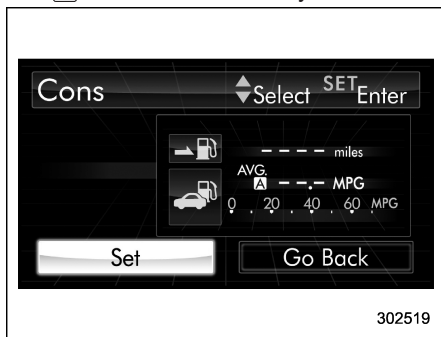 Cons Select SET Enter
---- miles
AVG.
A --.- MPG
0 . 20 . 40 . 60 . MPG
Set Go Back
302519